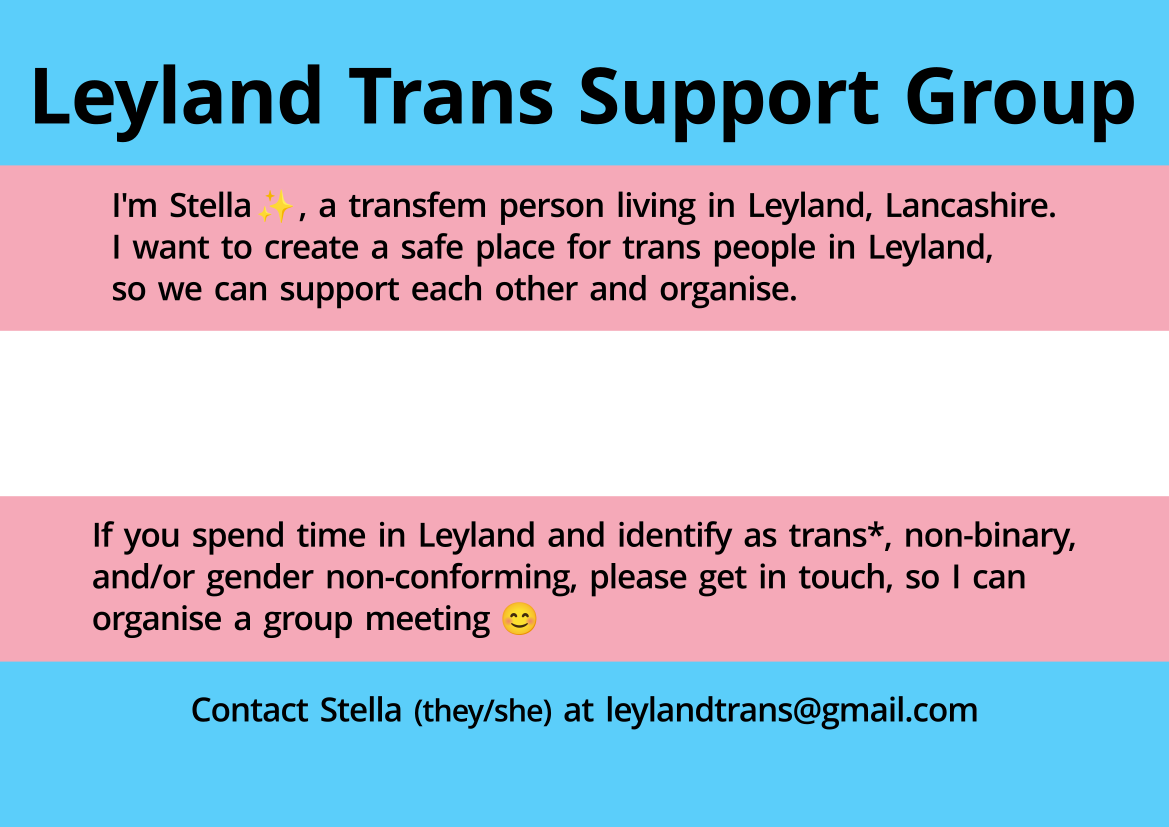 Leyland Trans Support Group
I'm Stella✨, a transfem person living in Leyland, Lancashire.
I want to create a safe place for trans people in Leyland,
so we can support each other and organise.
If you spend time in Leyland and identify as trans*, non-binary,
and/or gender non-conforming, please get in touch, so I can
organise a group meeting 😊
Contact Stella (they/she) at leylandtrans@gmail.com